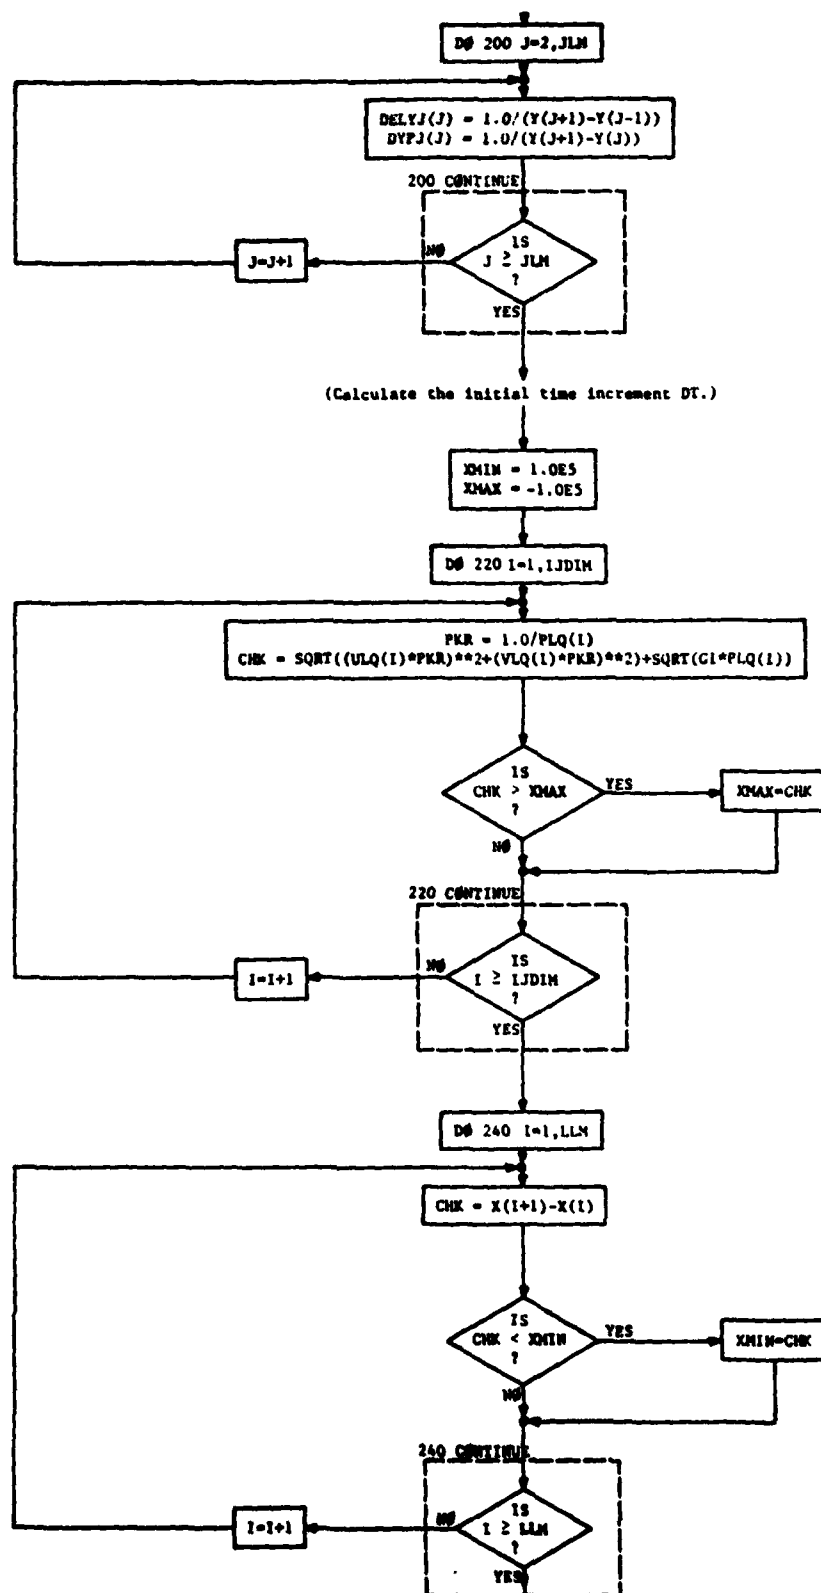 DØ 200 J=2,JLM
DELYJ(J) = 1.0/(Y(J+1)-Y(J-1))
DYPJ(J) = 1.0/(Y(J+1)-Y(J))
200 CØNTINUE
IS
J ≥ JLM
?
NØ
J=J+1
YES
(Calculate the initial time increment DT.)
XMIN = 1.0E5
XMAX = -1.0E5
DØ 220 I=1,IJDIM
PKR = 1.0/PLQ(I)
CHK = SQRT((ULQ(I)*PKR)**2+(VLQ(I)*PKR)**2)+SQRT(G1*PLQ(I))
IS
CHK > XMAX
?
YES
XMAX=CHK
NØ
220 CØNTINUE
IS
I ≥ IJDIM
?
NØ
I=I+1
YES
DØ 240 I=1,LLM
CHK = X(I+1)-X(I)
IS
CHK < XMIN
?
YES
XMIN=CHK
NØ
240 CØNTINUE
IS
I ≥ LLM
?
NØ
I=I+1
YES